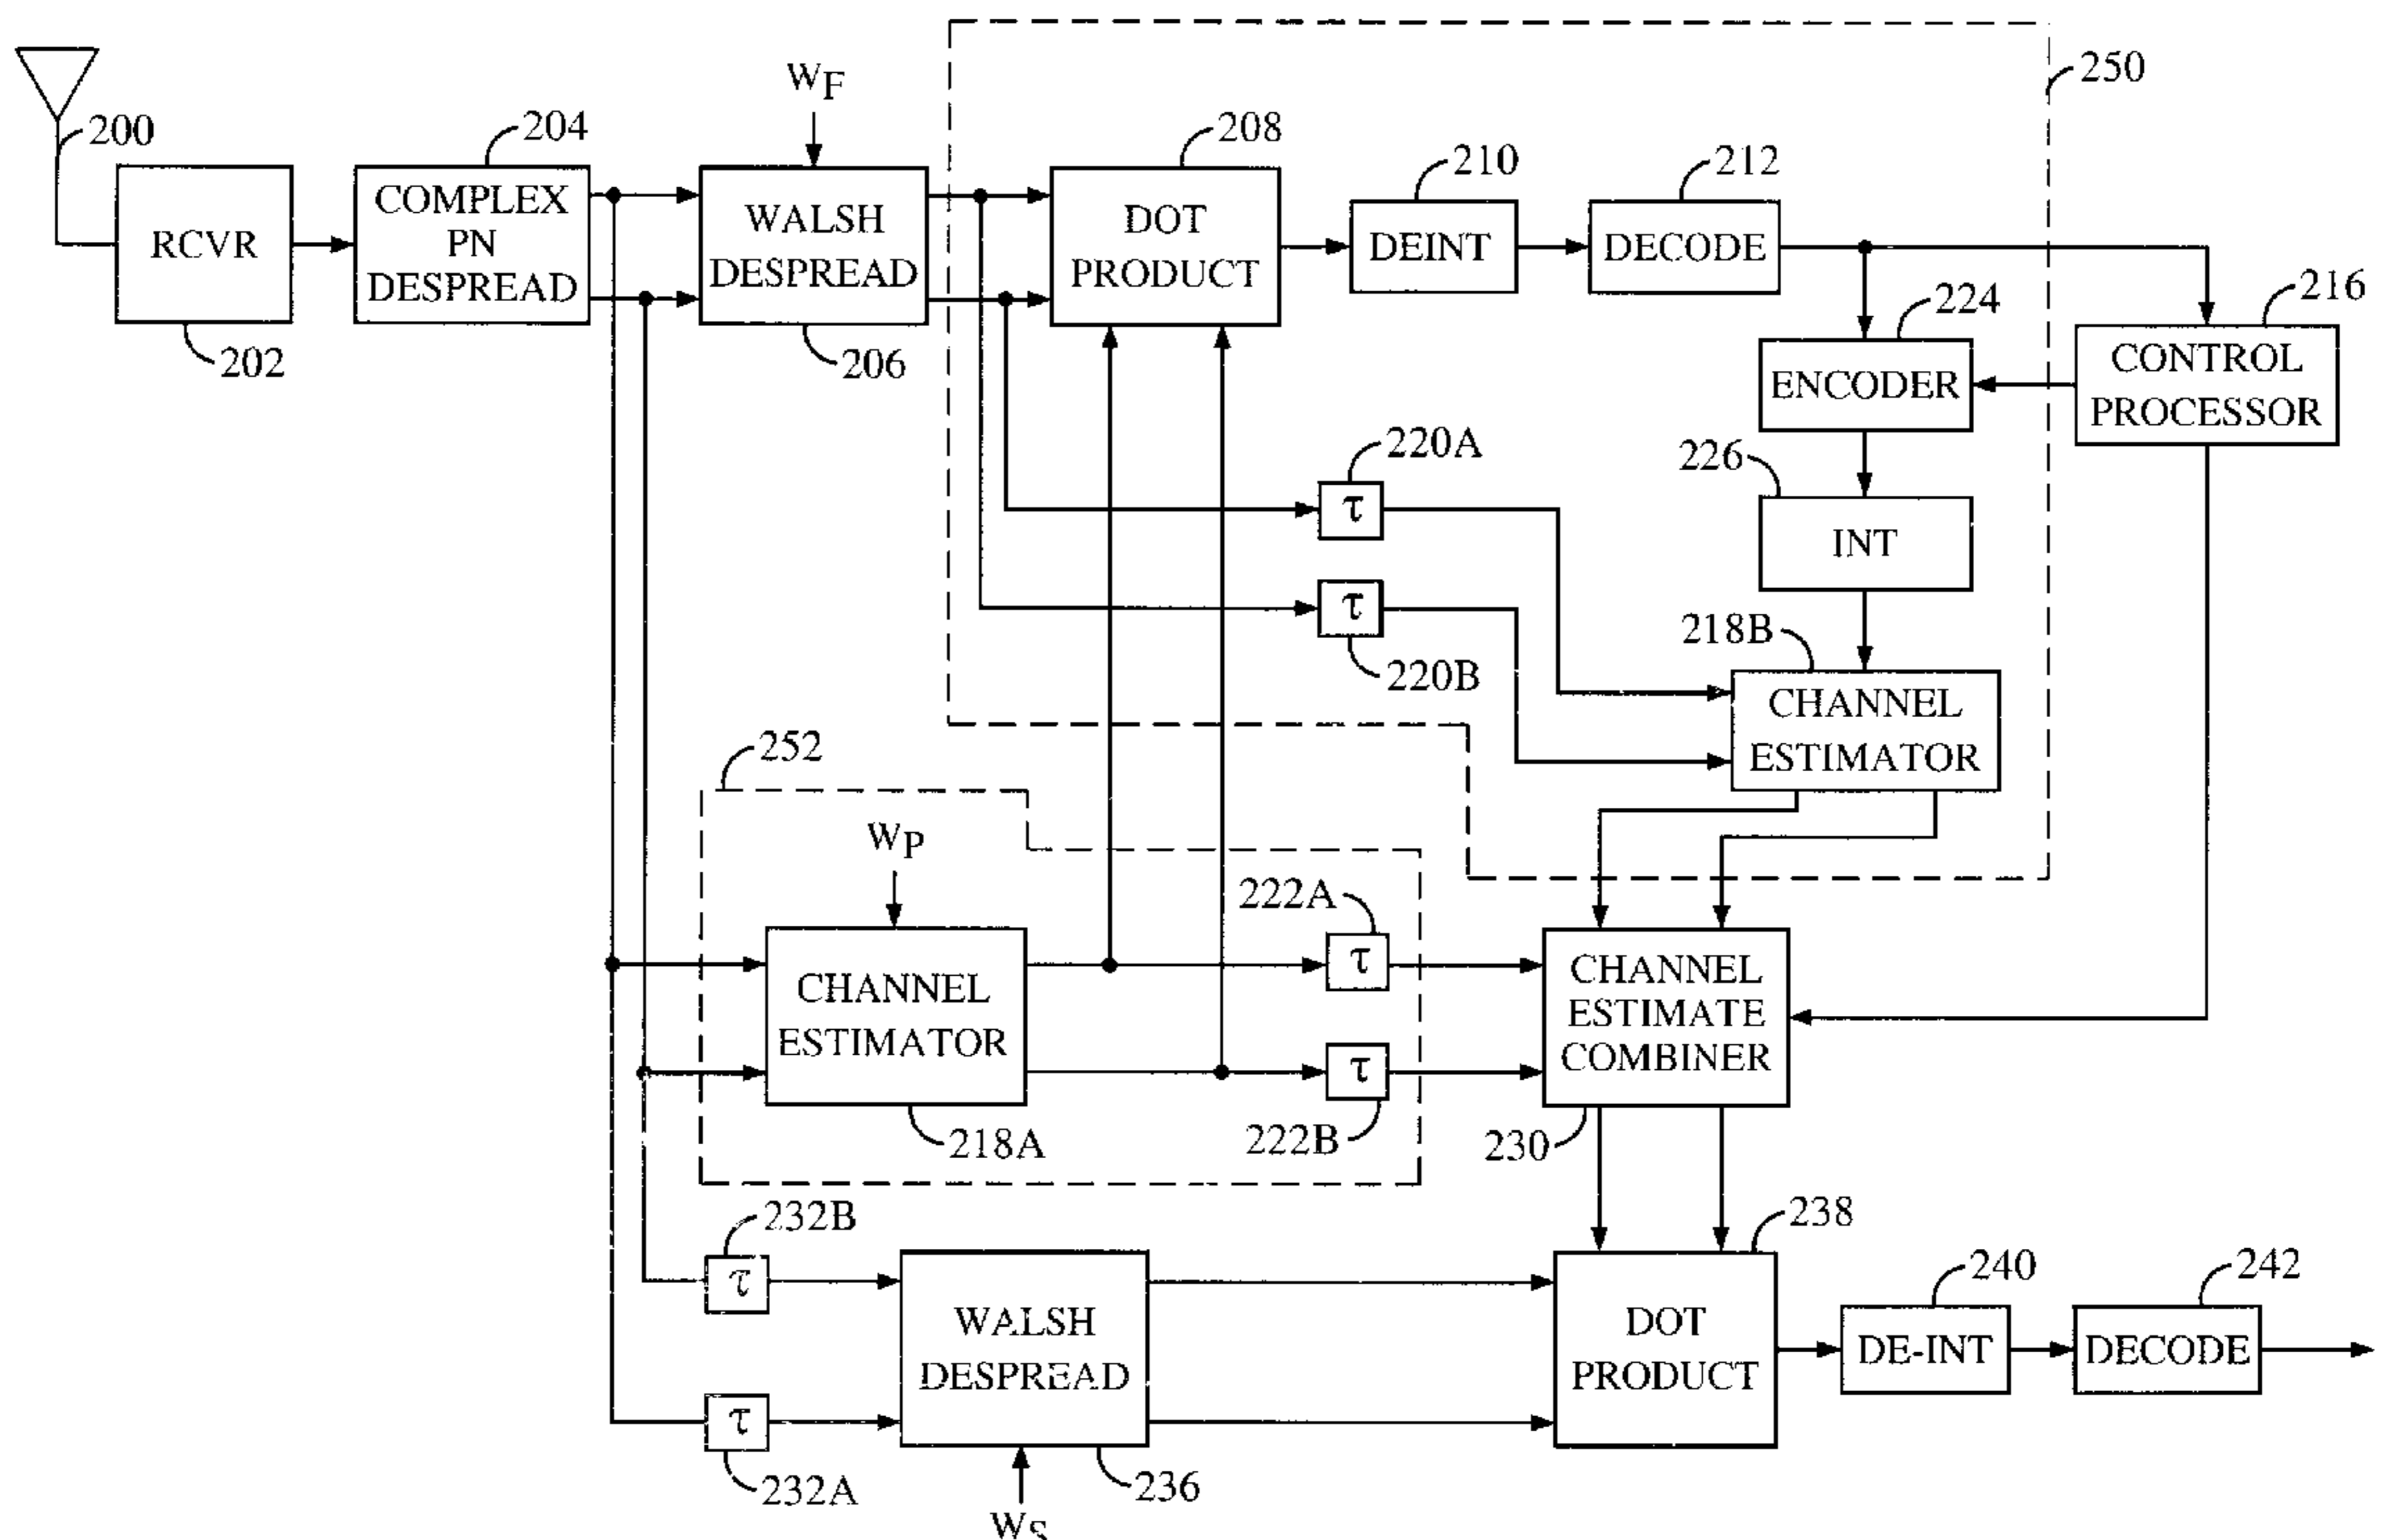 250
WF
200
204
208
210
212
COMPLEX
PN
DESPREAD
RCVR
WALSH
DESPREAD
DOT
PRODUCT
DEINT
DECODE
202
206
224
216
ENCODER
CONTROL
PROCESSOR
220A
τ
226
INT
τ
220B
218B
CHANNEL
ESTIMATOR
252
WP
222A
τ
CHANNEL
ESTIMATOR
CHANNEL
ESTIMATE
COMBINER
τ
218A
222B
230
232B
τ
238
240
242
WALSH
DESPREAD
DOT
PRODUCT
DE-INT
DECODE
τ
232A
236
WS